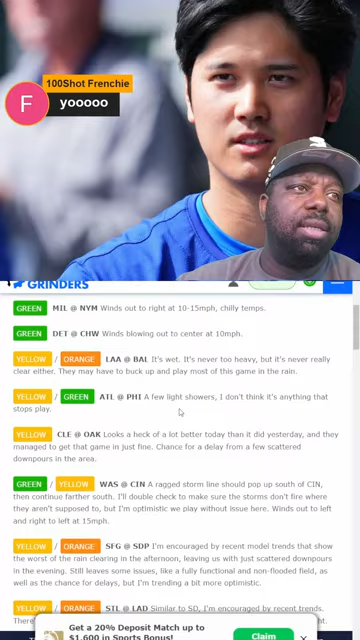 100Shot Frenchie
F
yooooo
GRINDERS
GREEN MIL @ NYM Winds out to right at 10-15mph, chilly temps.
GREEN DET @ CHW Winds blowing out to center at 10mph.
YELLOW / ORANGE LAA @ BAL It's wet. It's never too heavy, but it's never really
clear either. They may have to buck up and play most of this game in the rain.
YELLOW / GREEN ATL @ PHI A few light showers, I don't think it's anything that
stops play.
YELLOW CLE @ OAK Looks a heck of a lot better today than it did yesterday, and they
managed to get that game in just fine. Chance for a delay from a few scattered
downpours in the area.
GREEN / YELLOW WAS @ CIN A ragged storm line should pop up south of CIN,
then continue farther south. I'll double check to make sure the storms don't fire
where they aren't supposed to, but I'm optimistic we play without issue here. Winds out to
left and right to left at 15mph.
YELLOW / ORANGE SFG @ SDP I'm encouraged by recent model trends that show
the worst of the rain clearing in the afternoon, leaving us with just scattered downpours
in the evening. Still leaves some issues, like a fully functional and non-flooded field, as
well as the chance for delays, but I'm trending a bit more optimistic.
YELLOW / ORANGE STL @ LAD Similar to SD, I'm encouraged by recent trends.
Get a 20% Deposit Match up to
$1,600 in Sports Bonus!
Claim